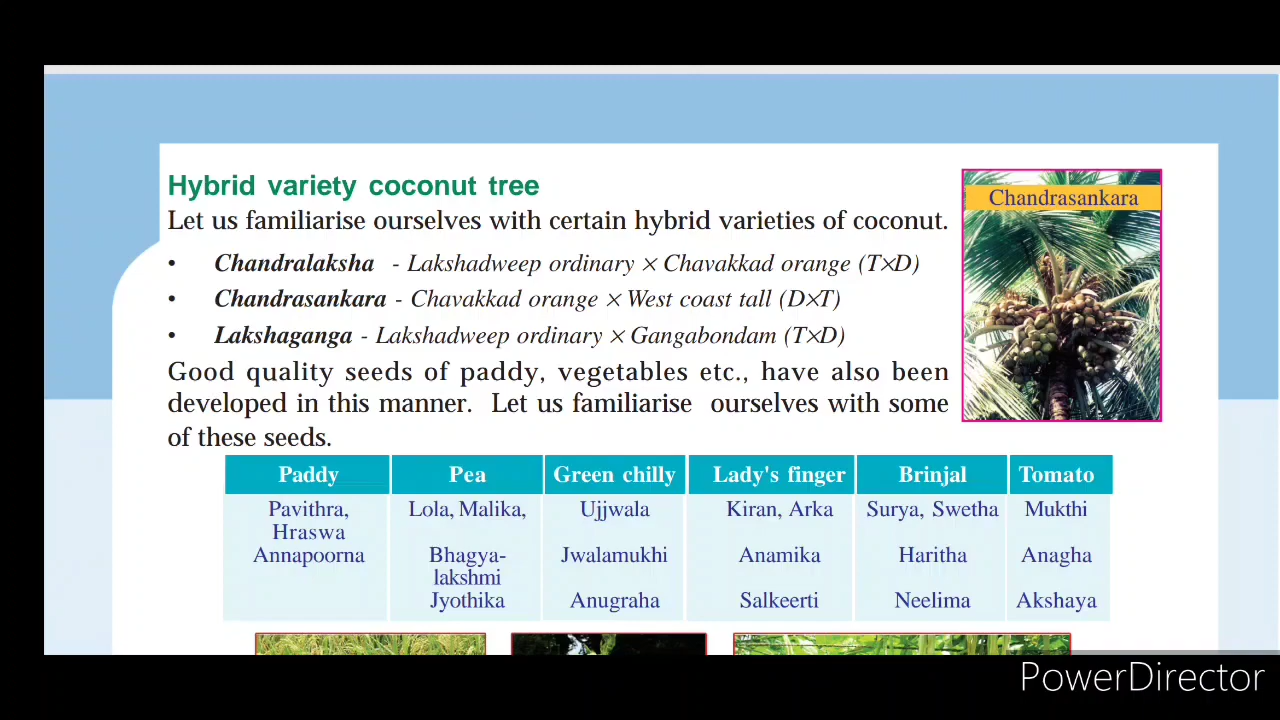 Hybrid variety coconut tree
Let us familiarise ourselves with certain hybrid varieties of coconut.
• Chandralaksha - Lakshadweep ordinary × Chavakkad orange (T×D)
• Chandrasankara - Chavakkad orange × West coast tall (D×T)
• Lakshaganga - Lakshadweep ordinary × Gangabondam (T×D)
Good quality seeds of paddy, vegetables etc., have also been
developed in this manner. Let us familiarise ourselves with some
of these seeds.
Chandrasankara
Paddy Pea Green chilly Lady's finger Brinjal Tomato
Pavithra, Lola, Malika, Ujjwala Kiran, Arka Surya, Swetha Mukthi
Hraswa
Annapoorna Bhagya- Jwalamukhi Anamika Haritha Anagha
lakshmi
Jyothika Anugraha Salkeerti Neelima Akshaya
PowerDirector